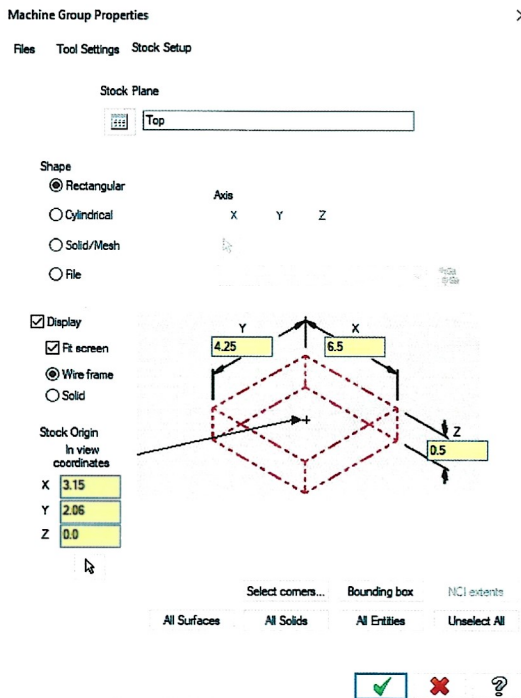 Machine Group Properties
Files Tool Settings Stock Setup
Stock Plane
Top
Shape
Rectangular
Axis
Cylindrical
X Y Z
Solid/Mesh
File
Display
Y X
Fit screen
4.25 6.5
Wire frame
Solid
Stock Origin
Z
In view
0.5
coordinates
X 3.15
Y 2.06
Z 0.0
Select corners... Bounding box NCI extents
All Surfaces All Solids All Entities Unselect All
?